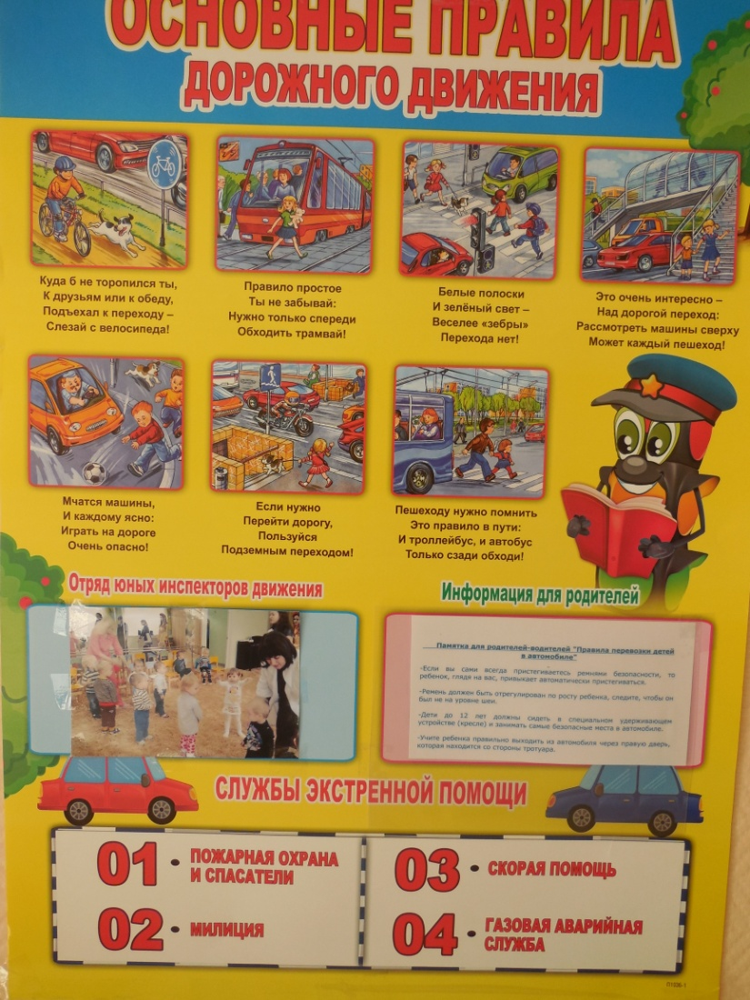 ОСНОВНЫЕ ПРАВИЛА
ДОРОЖНОГО ДВИЖЕНИЯ
Куда б не торопился ты,
К друзьям или к обеду,
Подъехал к переходу –
Слезай с велосипеда!
Правило простое
Ты не забывай:
Нужно только спереди
Обходить трамвай!
Белые полоски
И зелёный свет –
Веселее «зебры»
Перехода нет!
Это очень интересно –
Над дорогой переход:
Рассмотреть машины сверху
Может каждый пешеход!
Мчатся машины,
И каждому ясно:
Играть на дороге
Очень опасно!
Если нужно
Перейти дорогу,
Пользуйся
Подземным переходом!
Пешеходу нужно помнить
Это правило в пути:
И троллейбус, и автобус
Только сзади обходи!
Отряд юных инспекторов движения
Информация для родителей
Памятка для родителей-водителей "Правила перевозки детей
в автомобиле"
-Если вы сами всегда пристегиваетесь ремнями безопасности, то
ребенок, глядя на вас, привыкает автоматически пристегиваться.
-Ремень должен быть отрегулирован по росту ребенка, следите, чтобы он
был не на уровне шеи.
-Дети до 12 лет должны сидеть в специальном удерживающем
устройстве (кресле) и занимать самые безопасные места в автомобиле.
-Учите ребенка правильно выходить из автомобиля через правую дверь,
которая находится со стороны тротуара.
СЛУЖБЫ ЭКСТРЕННОЙ ПОМОЩИ
01 • ПОЖАРНАЯ ОХРАНА
И СПАСАТЕЛИ
02 • МИЛИЦИЯ
03 • СКОРАЯ ПОМОЩЬ
04 • ГАЗОВАЯ АВАРИЙНАЯ
СЛУЖБА